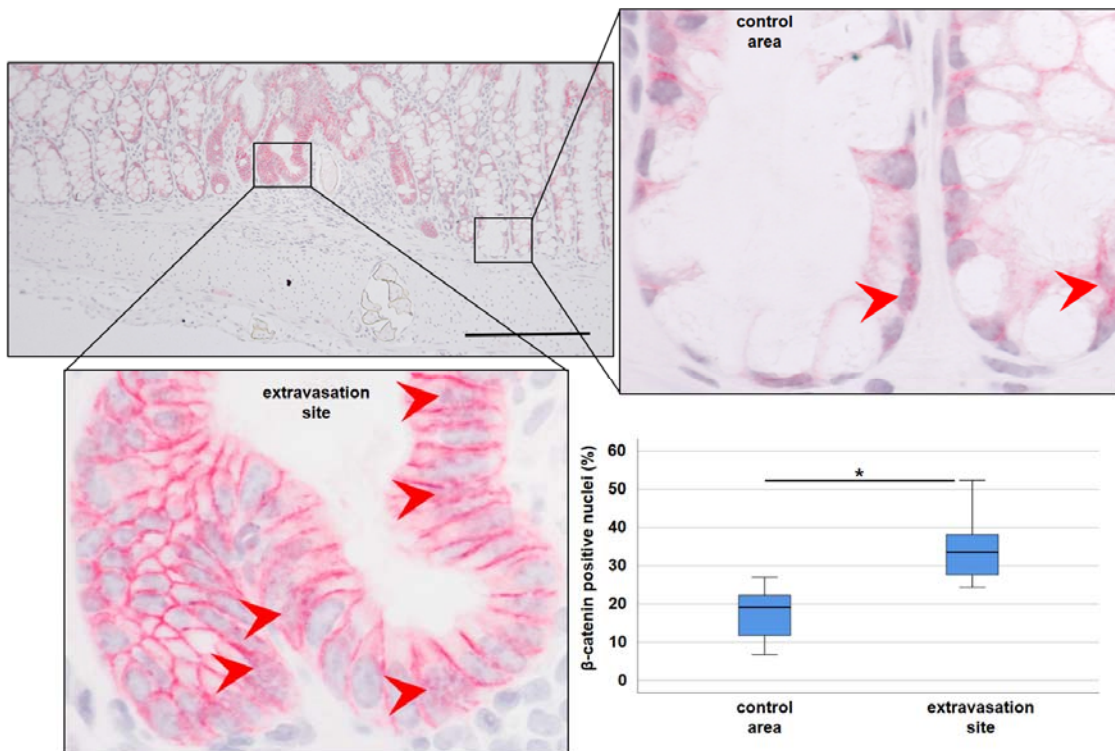 control
area
extravasation
site
β-catenin positive nuclei (%)
60
50
40
30
20
10
0
*
control
area
extravasation
site